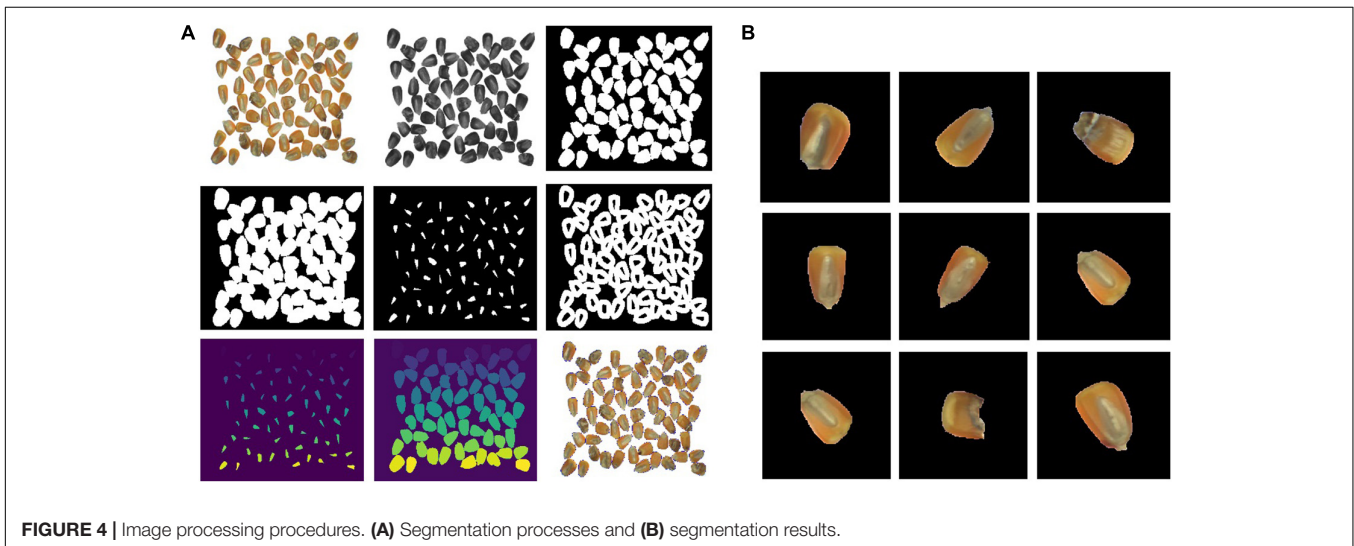 A
B
FIGURE 4 | Image processing procedures. (A) Segmentation processes and (B) segmentation results.